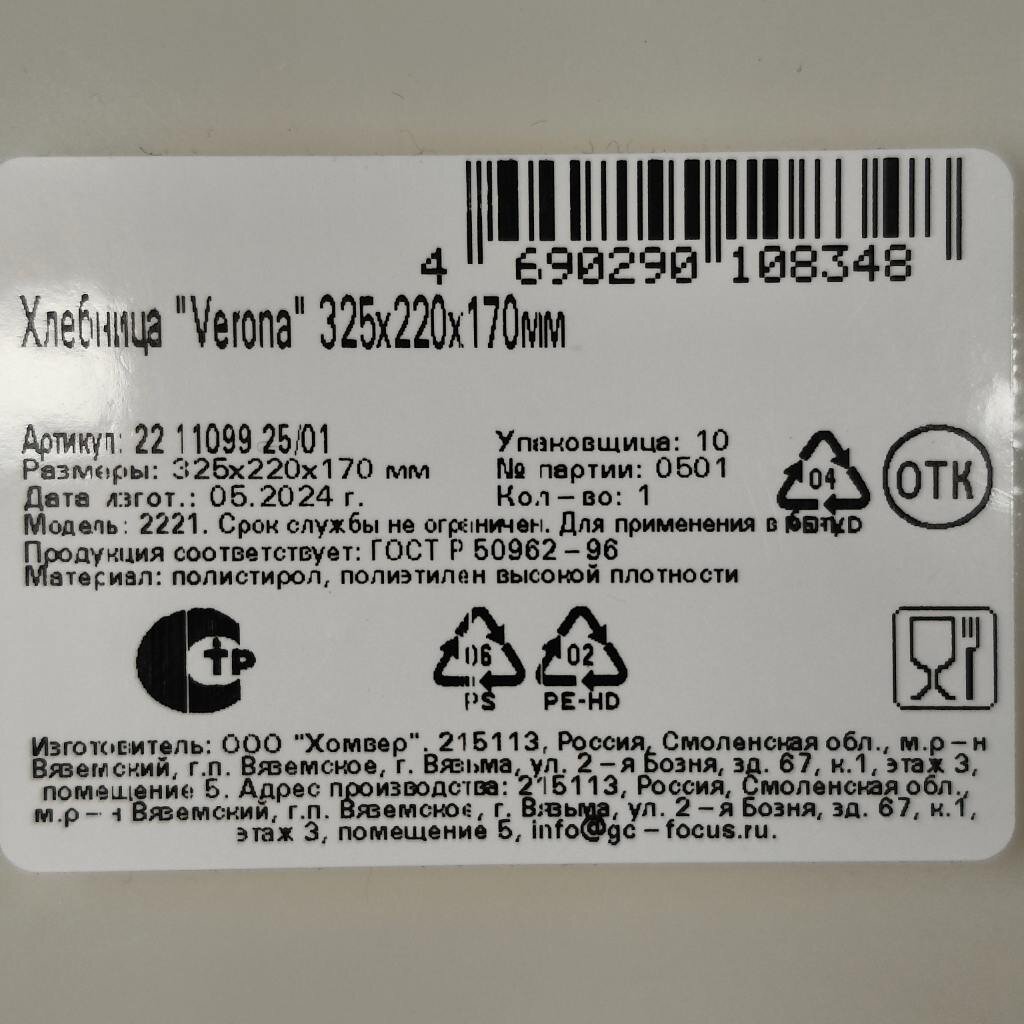 4 690290 108348
Хлебница "Verona" 325x220x170мм
Артикул: 22 11099 25/01
Упаковщица: 10
Размеры: 325x220x170 мм
№ партии: 0501
Дата изгот.: 05.2024 г.
Кол-во: 1
04
ОТК
Модель: 2221. Срок службы не ограничен. Для применения в
Продукция соответствует: ГОСТ Р 50962-96
Материал: полистирол, полиэтилен высокой плотности
СТР
06
PS
02
PE-HD
Изготовитель: ООО "Хомвер". 215113, Россия, Смоленская обл., м.р-н
Вяземский, г.п. Вяземское, г. Вязьма, ул. 2-я Бозня, зд. 67, к.1, этаж 3,
помещение 5. Адрес производства: 215113, Россия, Смоленская обл.,
м.р-н Вяземский, г.п. Вяземское, г. Вязьма, ул. 2-я Бозня, зд. 67, к.1,
этаж 3, помещение 5, info@gc-focus.ru.